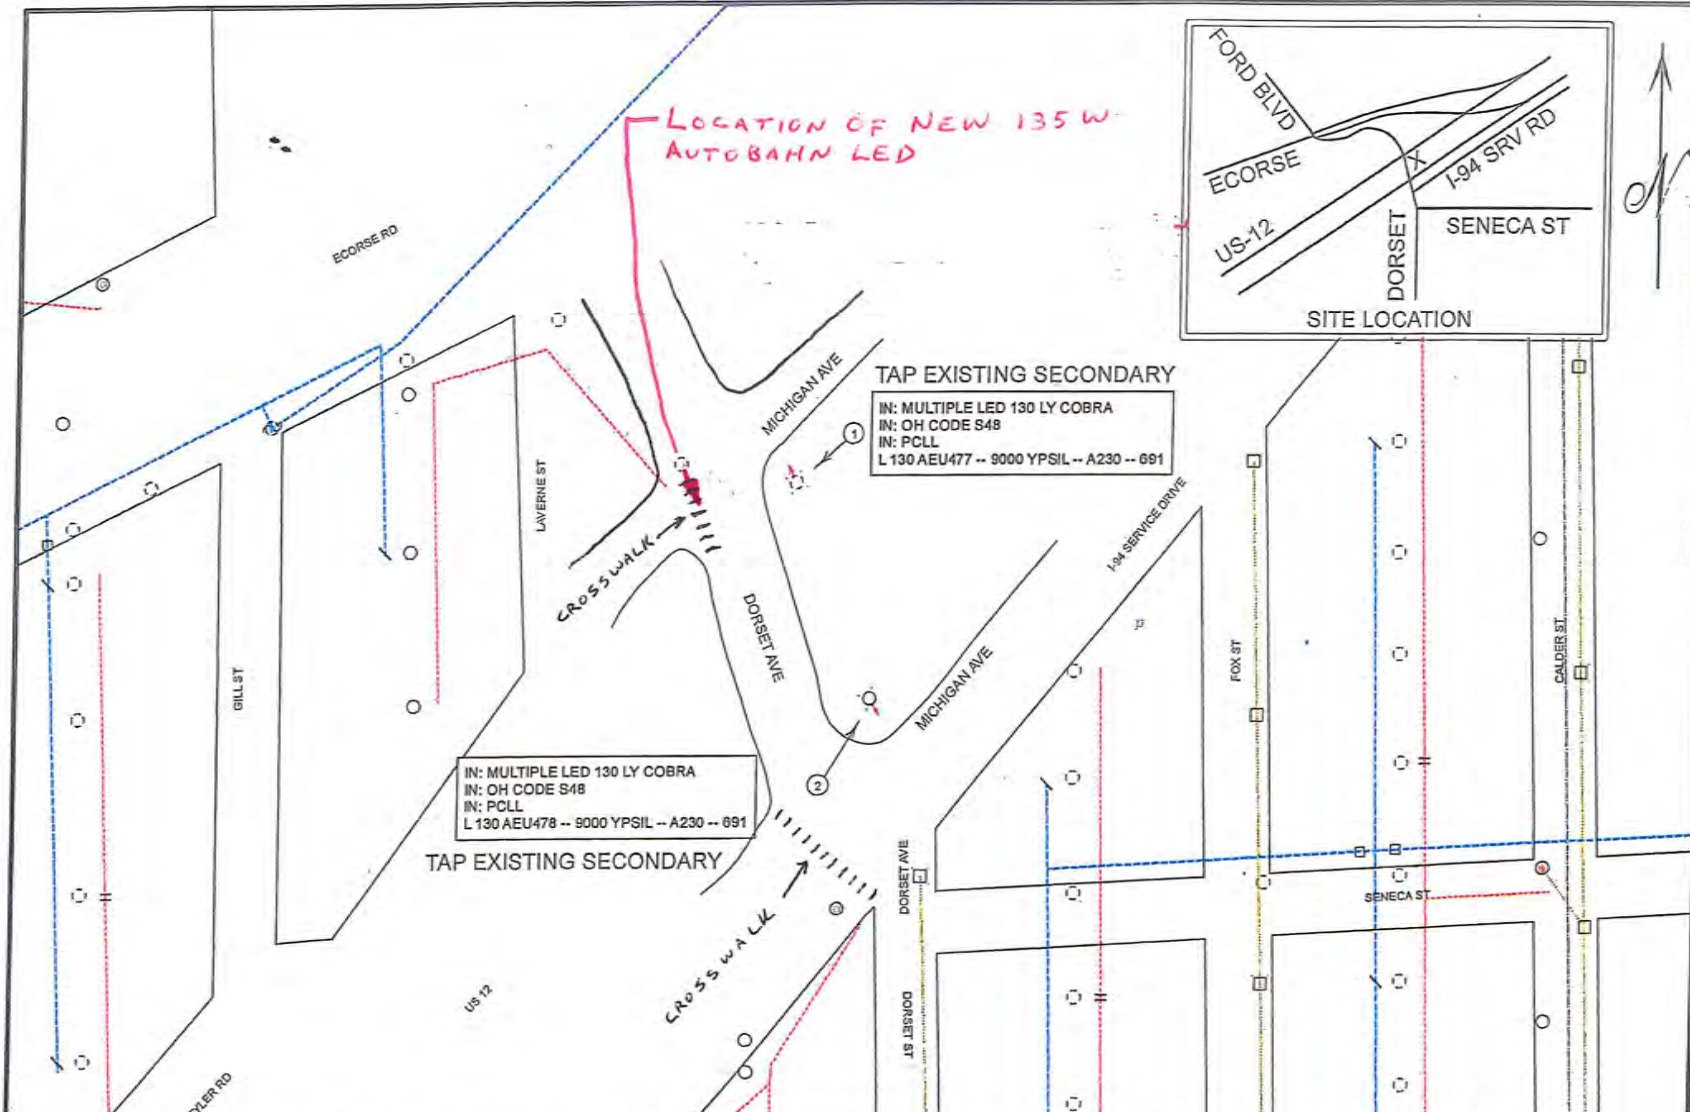 LOCATION OF NEW 135 W
AUTOBAHN LED
FORD BLVD
ECORSE
US-12
X
I-94 SRV RD
DORSET
SENECA ST
SITE LOCATION
N
ECORSE RD
MICHIGAN AVE
TAP EXISTING SECONDARY
IN: MULTIPLE LED 130 LY COBRA
IN: OH CODE S48
IN: PCLL
L 130 AEU477 -- 9000 YPSIL -- A230 -- 691
1
LAVERNE ST
I-94 SERVICE DRIVE
CROSSWALK
DORSET AVE
GILL ST
FOX ST
CALDER ST
MICHIGAN AVE
2
IN: MULTIPLE LED 130 LY COBRA
IN: OH CODE S48
IN: PCLL
L 130 AEU478 -- 9000 YPSIL -- A230 -- 691
TAP EXISTING SECONDARY
DORSET AVE
SENECA ST
CROSSWALK
US 12
DORSET ST
YLER RD